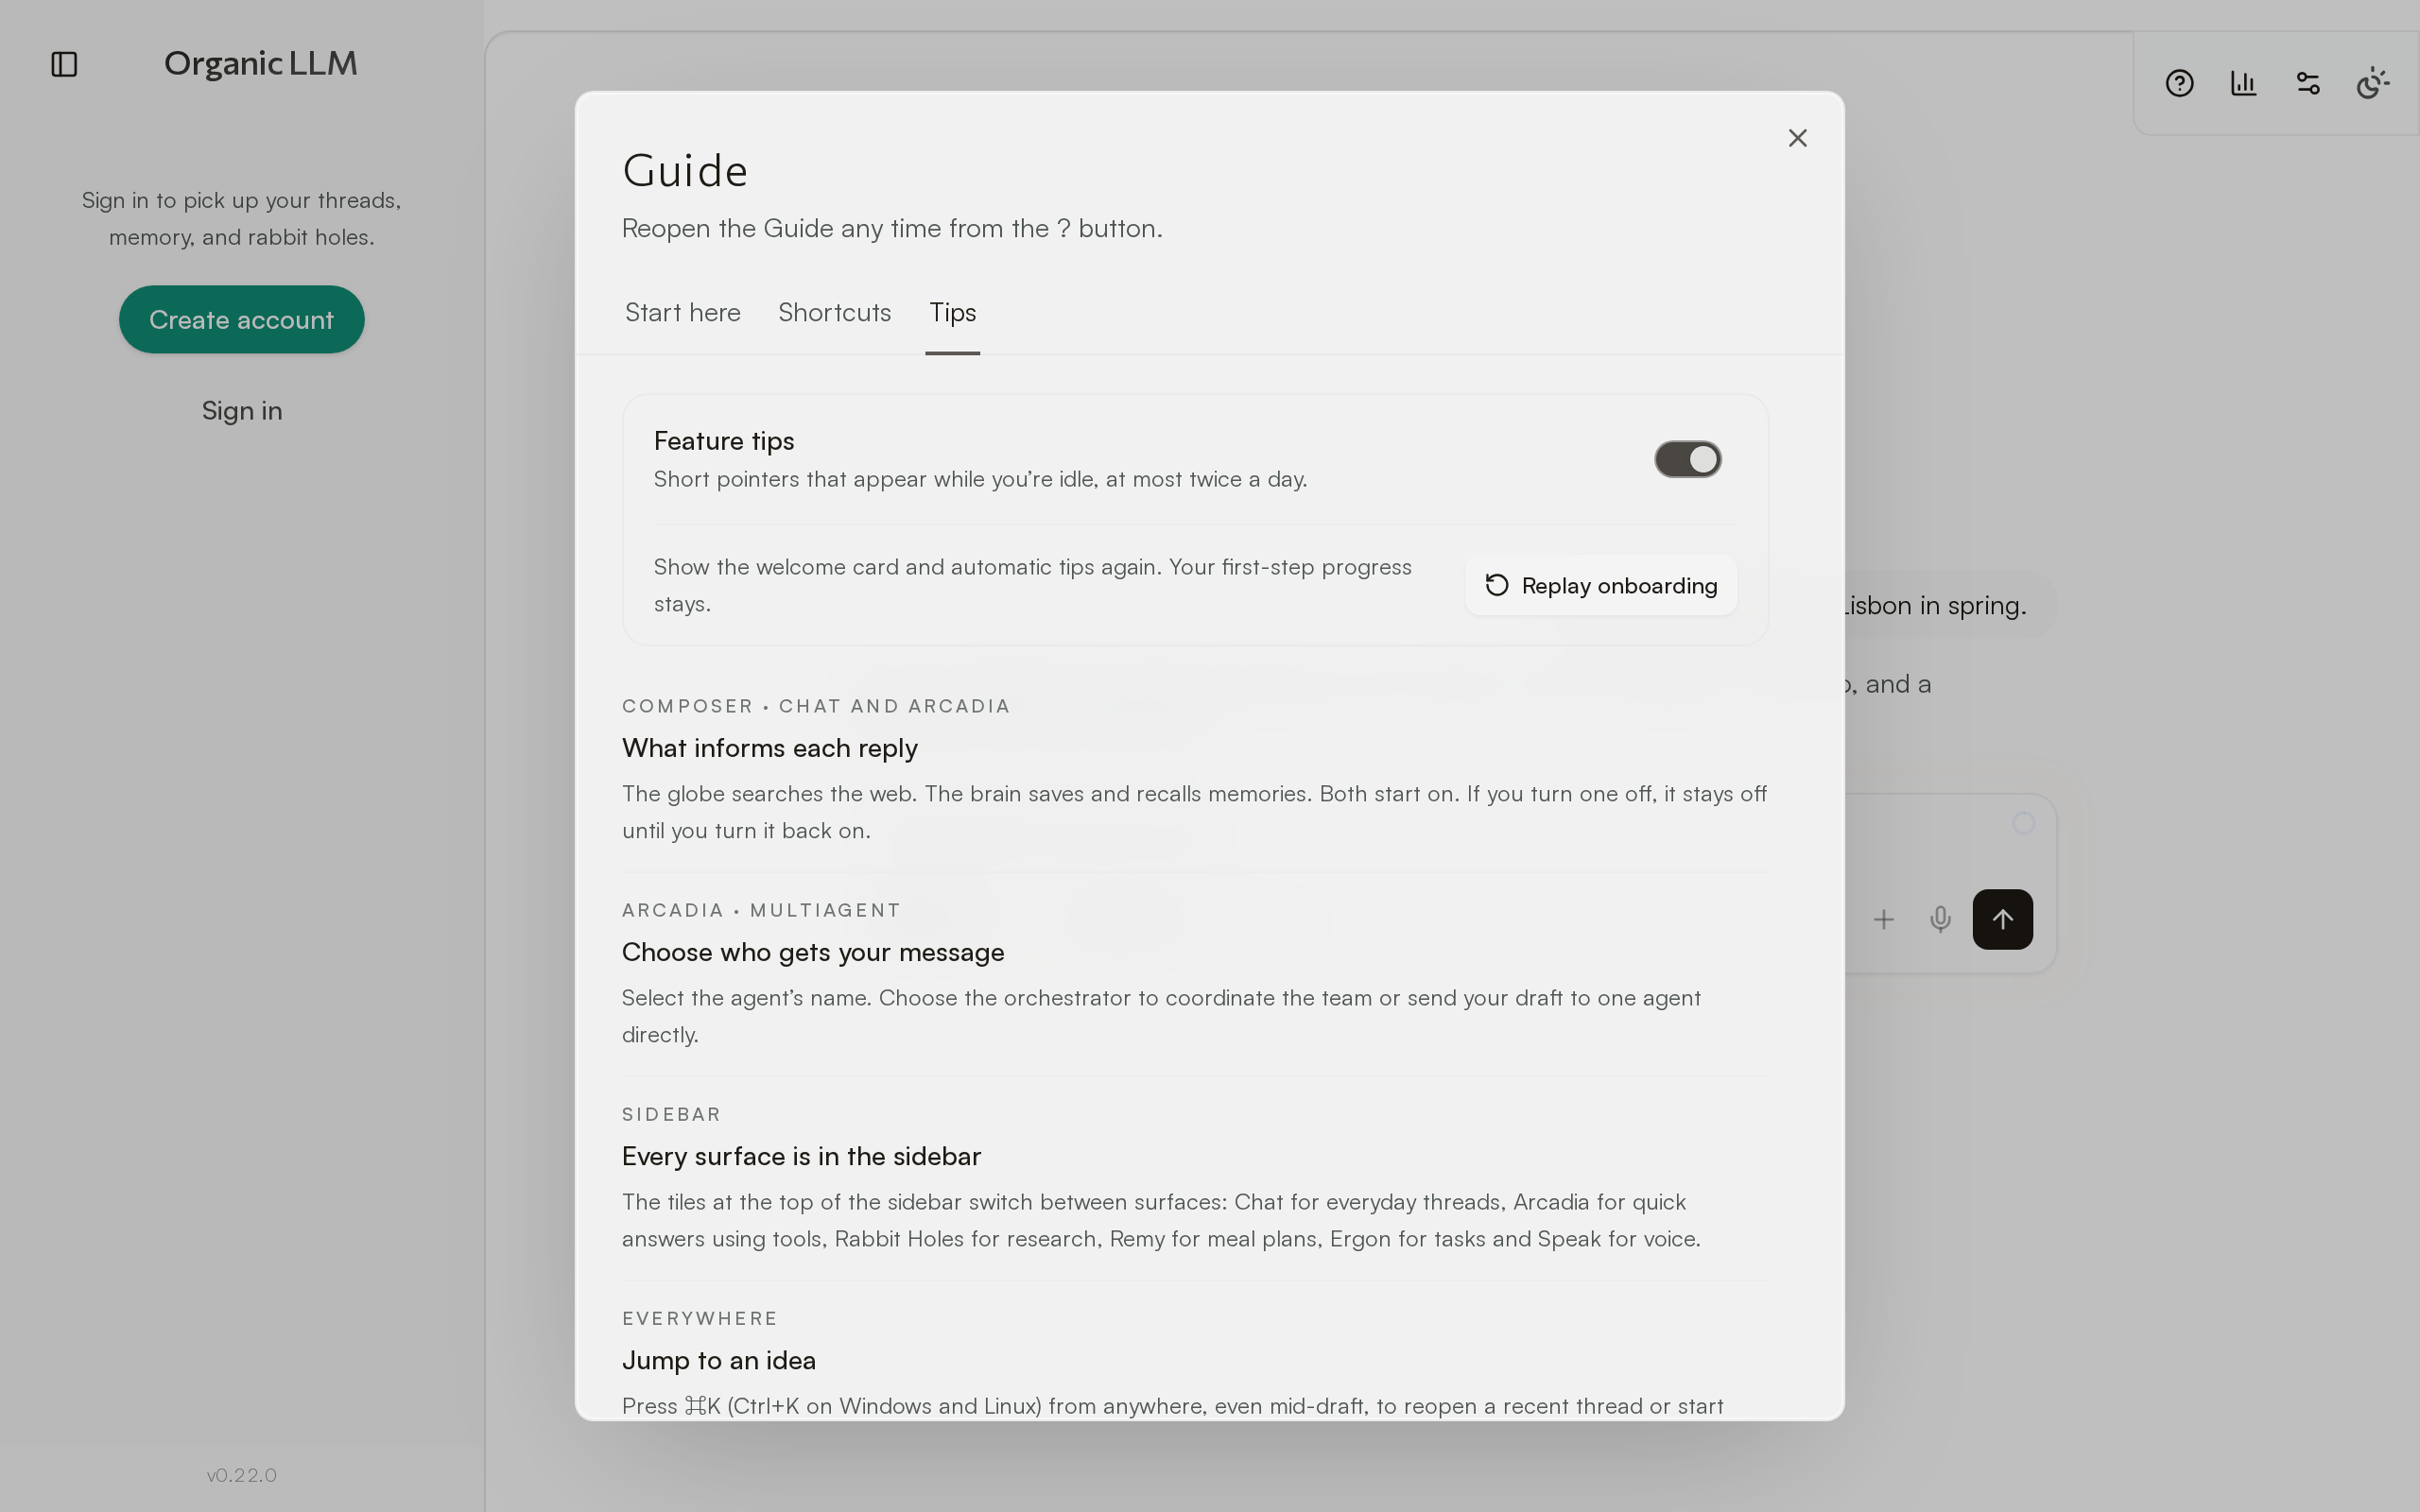 Organic LLM
Sign in to pick up your threads,
memory, and rabbit holes.
Create account
Sign in
v0.22.0
Guide
Reopen the Guide any time from the ? button.
Start here
Shortcuts
Tips
Feature tips
Short pointers that appear while you’re idle, at most twice a day.
Show the welcome card and automatic tips again. Your first-step progress
stays.
Replay onboarding
COMPOSER · CHAT AND ARCADIA
What informs each reply
The globe searches the web. The brain saves and recalls memories. Both start on. If you turn one off, it stays off
until you turn it back on.
ARCADIA · MULTIAGENT
Choose who gets your message
Select the agent’s name. Choose the orchestrator to coordinate the team or send your draft to one agent
directly.
SIDEBAR
Every surface is in the sidebar
The tiles at the top of the sidebar switch between surfaces: Chat for everyday threads, Arcadia for quick
answers using tools, Rabbit Holes for research, Remy for meal plans, Ergon for tasks and Speak for voice.
EVERYWHERE
Jump to an idea
Press ⌘K (Ctrl+K on Windows and Linux) from anywhere, even mid-draft, to reopen a recent thread or start
Lisbon in spring.
, and a